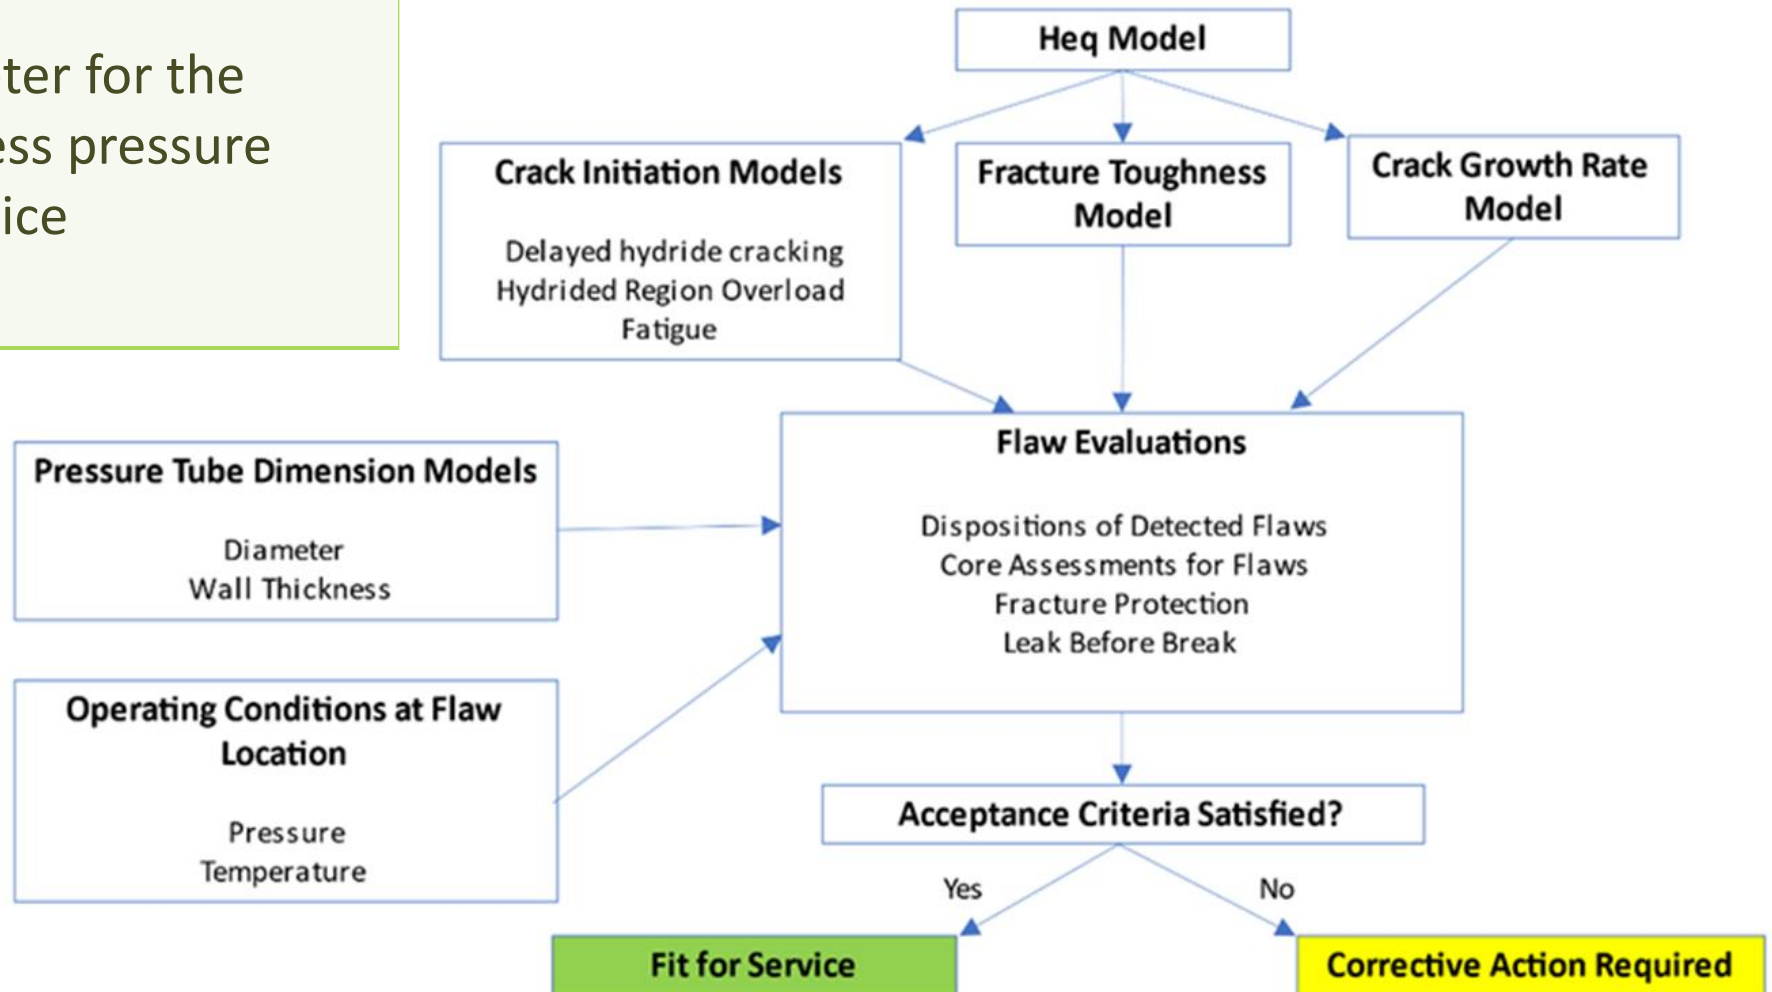 ter for the
ess pressure
ice
Heq Model
Crack Initiation Models
Delayed hydride cracking
Hydrided Region Overload
Fatigue
Fracture Toughness
Model
Crack Growth Rate
Model
Pressure Tube Dimension Models
Diameter
Wall Thickness
Flaw Evaluations
Dispositions of Detected Flaws
Core Assessments for Flaws
Fracture Protection
Leak Before Break
Operating Conditions at Flaw
Location
Pressure
Temperature
Acceptance Criteria Satisfied?
Yes
No
Fit for Service
Corrective Action Required